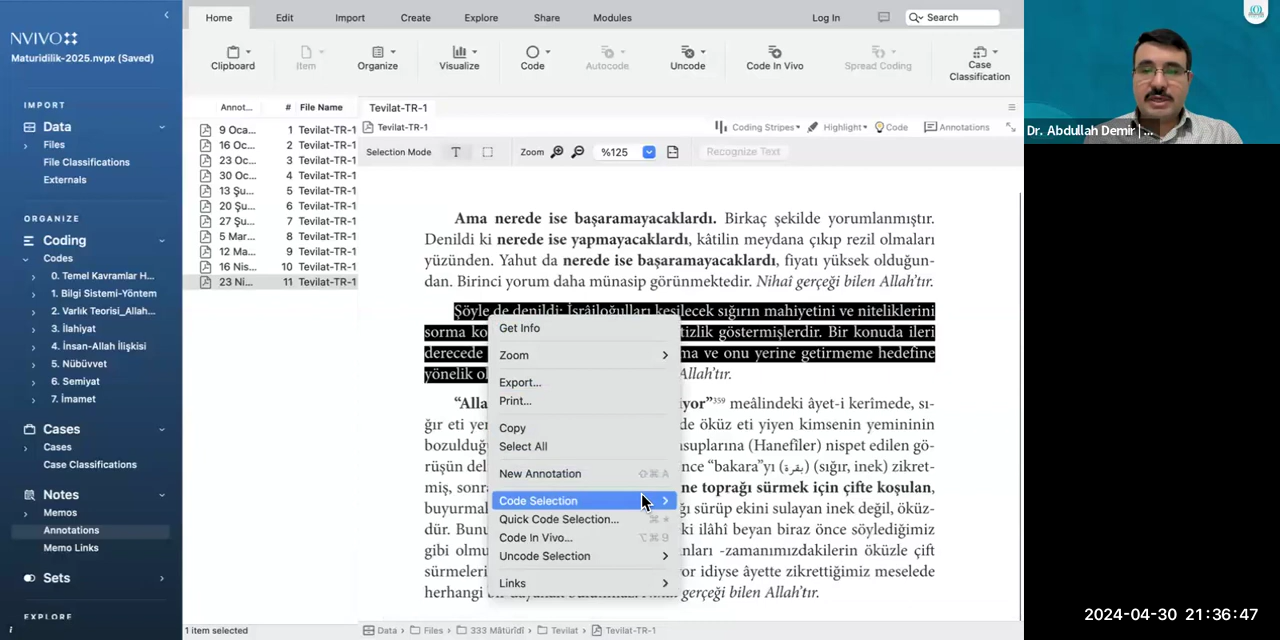 NVIVO
Maturidilik-2025.nvpx (Saved)
IMPORT
Data
Files
File Classifications
Externals
ORGANIZE
Coding
Codes
0. Temel Kavramlar H...
1. Bilgi Sistemi-Yöntem
2. Varlık Teorisi_Allah...
3. İlahiyat
4. İnsan-Allah İlişkisi
5. Nübüvvet
6. Semiyat
7. İmamet
Cases
Cases
Case Classifications
Notes
Memos
Annotations
Memo Links
Sets
EXPLORE
Home Edit Import Create Explore Share Modules Log In Search
Clipboard Item Organize Visualize Code Autocode Uncode Code In Vivo Spread Coding Case Classification
Annot... # File Name
9 Oca... 1 Tevilat-TR-1
16 Oc... 2 Tevilat-TR-1
23 Oc... 3 Tevilat-TR-1
30 Oc... 4 Tevilat-TR-1
13 Şu... 5 Tevilat-TR-1
20 Şu... 6 Tevilat-TR-1
27 Şu... 7 Tevilat-TR-1
5 Mar... 8 Tevilat-TR-1
12 Ma... 9 Tevilat-TR-1
16 Nis... 10 Tevilat-TR-1
23 Ni... 11 Tevilat-TR-1
1 item selected
Tevilat-TR-1
Tevilat-TR-1 Coding Stripes Highlight Code Annotations
Selection Mode T Zoom %125 Recognize Text
Ama nerede ise başaramayacaklardı. Birkaç şekilde yorumlanmıştır.
Denildi ki nerede ise yapmayacaklardı, kâtilin meydana çıkıp rezil olmaları
yüzünden. Yahut da nerede ise başaramayacaklardı, fiyatı yüksek olduğun-
dan. Birinci yorum daha münasip görünmektedir. Nihaî gerçeği bilen Allah'tır.
Şöyle de denildi: İsrâiloğulları kesilecek sığırın mahiyetini ve niteliklerini
sorma ko tizlik göstermişlerdir. Bir konuda ileri
derecede ma ve onu yerine getirmeme hedefine
yönelik ol Allah'tır.
“Alla iyor”359 meâlindeki âyet-i kerîmede, sı-
ğır eti yer de öküz eti yiyen kimsenin yemininin
bozulduğ suplarına (Hanefîler) nispet edilen gö-
rüşün del nce “bakara”yı (بقرة) (sığır, inek) zikret-
miş, sonra ne toprağı sürmek için çifte koşulan,
buyurmak ğı sürüp ekini sulayan inek değil, öküz-
dür. Bunu ki ilâhî beyan biraz önce söylediğimiz
gibi olmu nları -zamanımızdakilerin öküzle çift
sürmeleri yor idiyse âyette zikrettiğimiz meselede
herhangi gerçeği bilen Allah'tır.
Get Info
Zoom
Export...
Print...
Copy
Select All
New Annotation ⇧⌘A
Code Selection
Quick Code Selection...
Code In Vivo... ⌥⌘9
Uncode Selection
Links
Data Files 333 Mâtürîdî Tevilat Tevilat-TR-1
Dr. Abdullah Demir | ...
2024-04-30 21:36:47